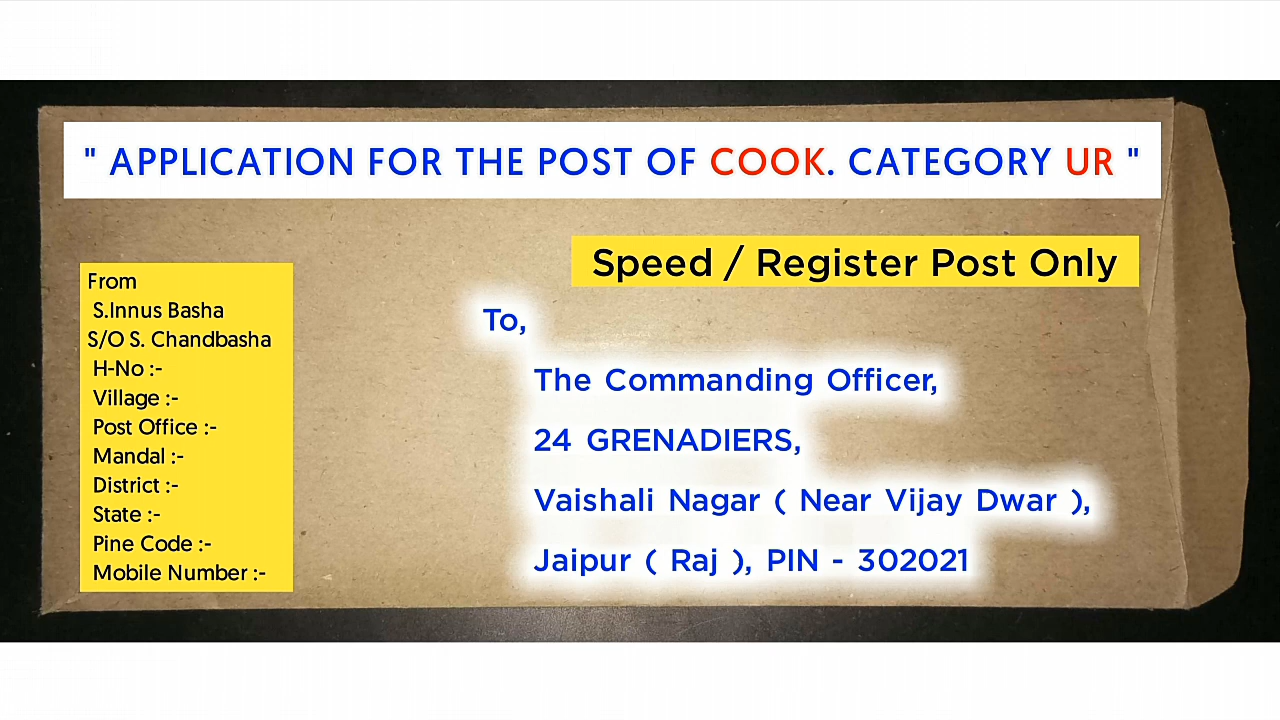 " APPLICATION FOR THE POST OF COOK. CATEGORY UR "
Speed / Register Post Only
From
S.Innus Basha
S/O S. Chandbasha
H-No :-
Village :-
Post Office :-
Mandal :-
District :-
State :-
Pine Code :-
Mobile Number :-
To,
The Commanding Officer,
24 GRENADIERS,
Vaishali Nagar ( Near Vijay Dwar ),
Jaipur ( Raj ), PIN - 302021